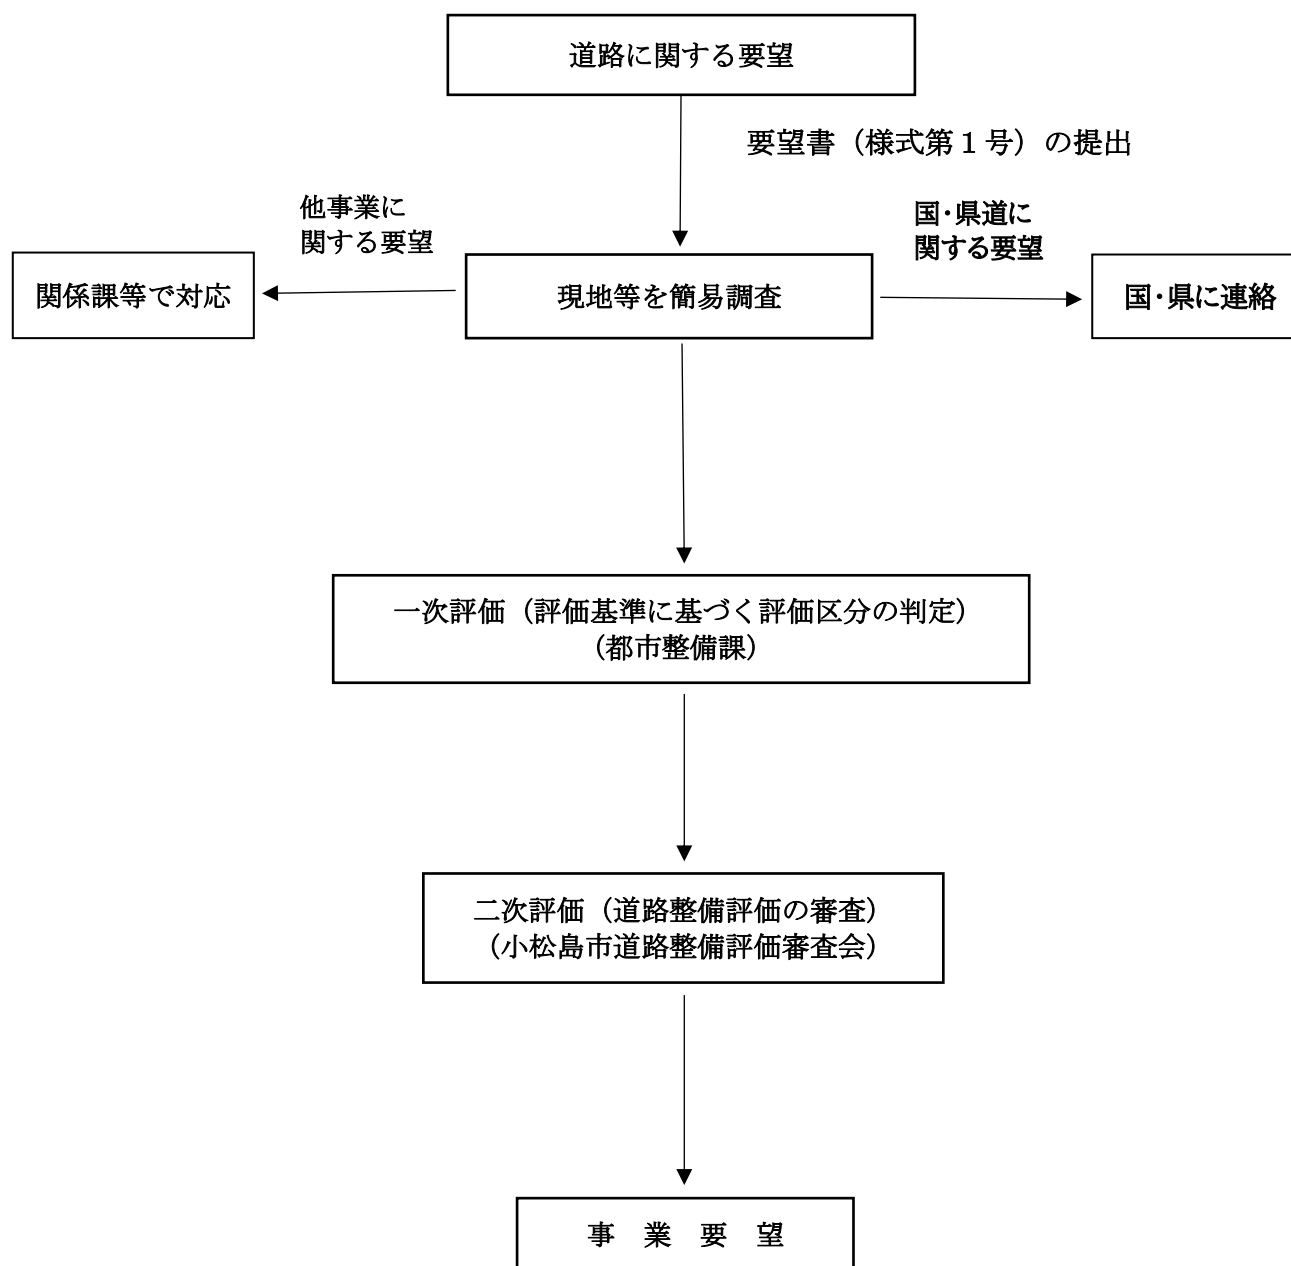 道路に関する要望
要望書（様式第１号）の提出
他事業に
関する要望
国・県道に
関する要望
関係課等で対応
現地等を簡易調査
国・県に連絡
一次評価（評価基準に基づく評価区分の判定）
（都市整備課）
二次評価（道路整備評価の審査）
（小松島市道路整備評価審査会）
事　業　要　望